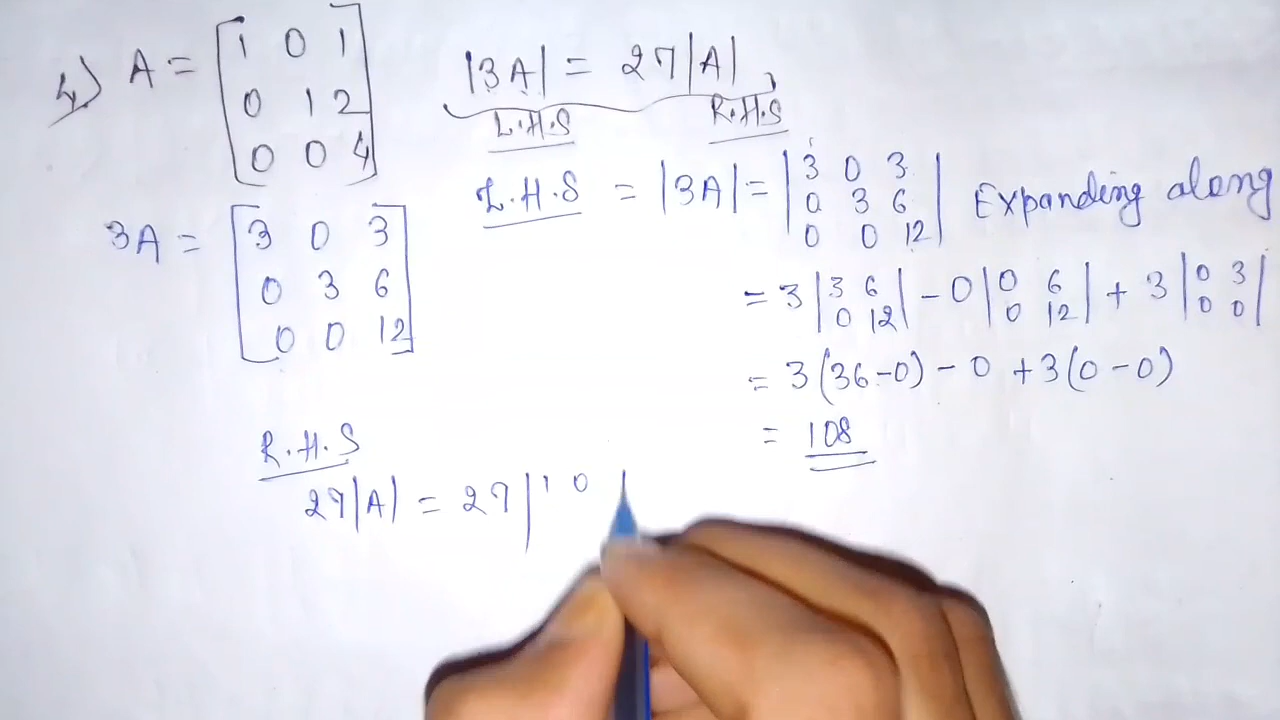 4) A = [1 0 1
0 1 2
0 0 4]
|3A| = 27|A|,
L.H.S R.H.S
3A = [3 0 3
0 3 6
0 0 12]
L.H.S = |3A| = |3 0 3
0 3 6
0 0 12| Expanding along
= 3|3 6
0 12| - 0|0 6
0 12| + 3|0 3
0 0|
= 3(36-0) - 0 + 3(0-0)
= 108
R.H.S
27|A| = 27|1 0